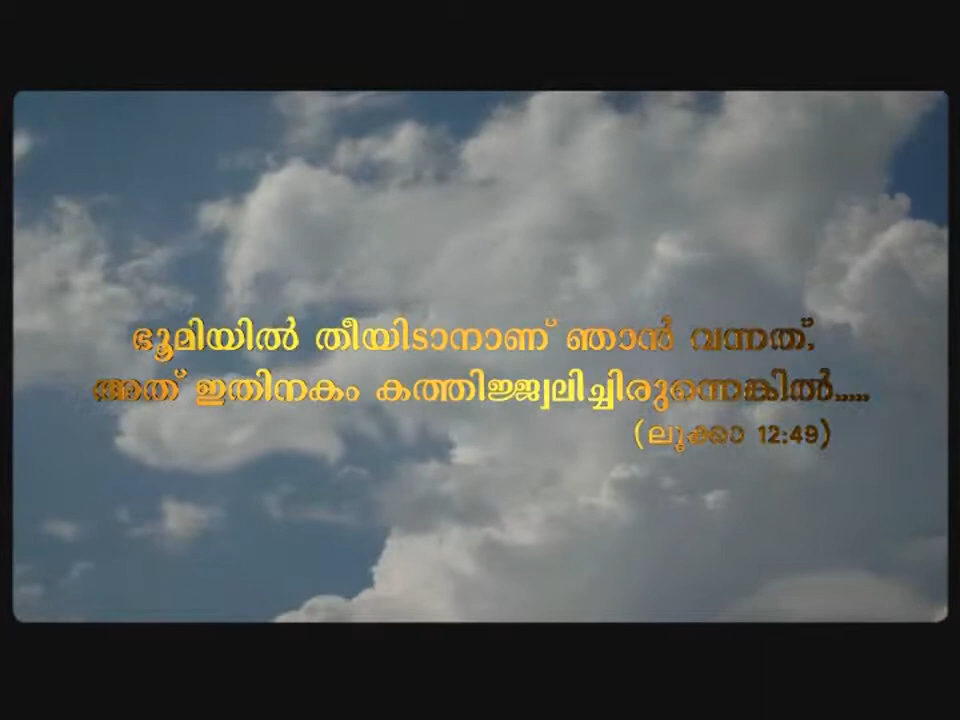 ഭൂമിയിൽ തീയിടാനാണ് ഞാൻ വന്നത്.
അത് ഇതിനകം കത്തിജ്ജ്വലിച്ചിരുന്നെങ്കിൽ.....
(ലൂക്കാ 12:49)